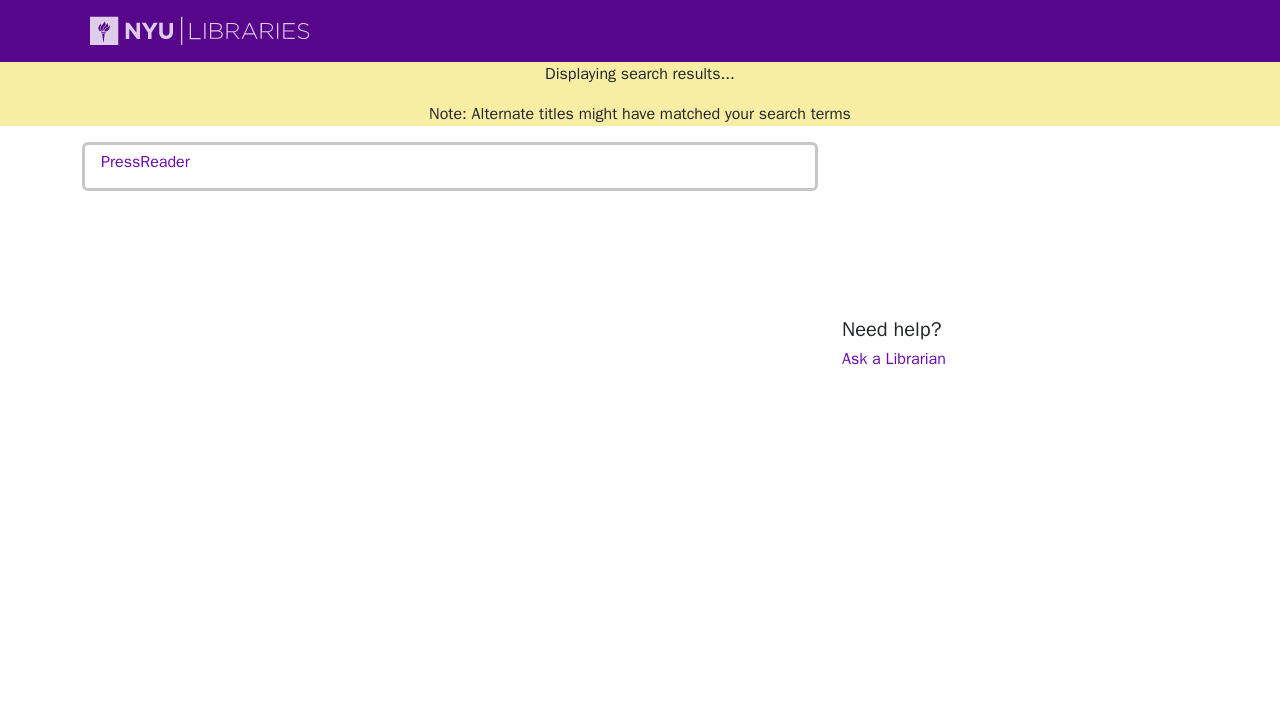 NYU LIBRARIES
Displaying search results...
Note: Alternate titles might have matched your search terms
PressReader
Need help?
Ask a Librarian